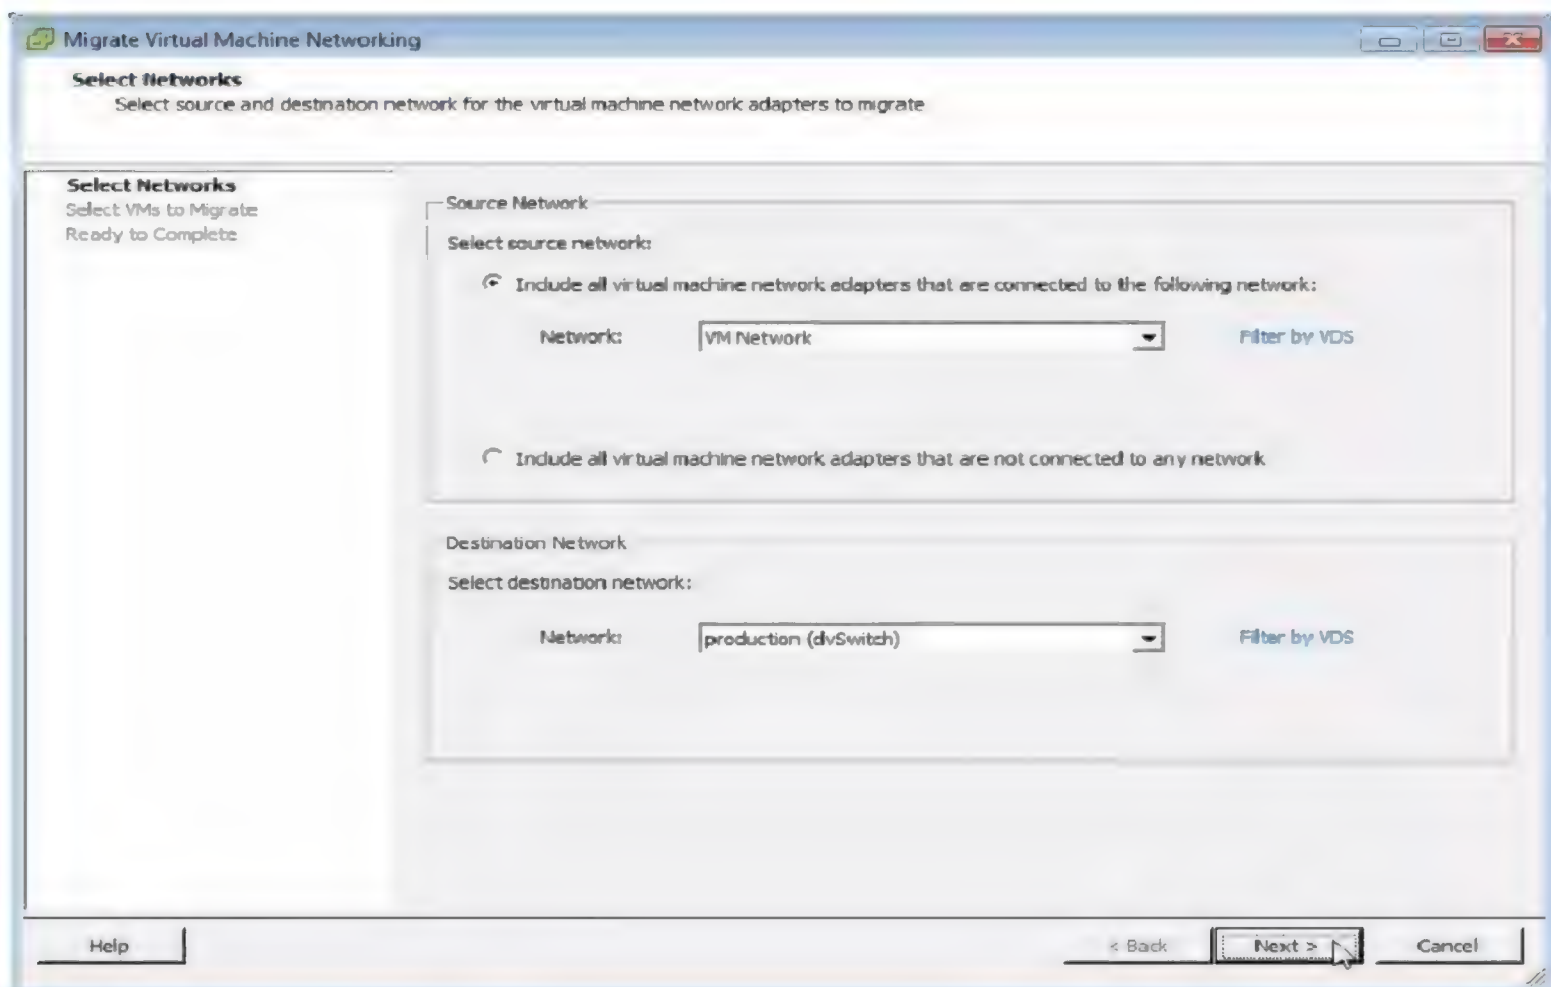 Migrate Virtual Machine Networking
Select Networks
Select source and destination network for the virtual machine network adapters to migrate
Select Networks
Select VMs to Migrate
Ready to Complete
Source Network
Select source network:
Include all virtual machine network adapters that are connected to the following network:
Network: VM Network Filter by VDS
Include all virtual machine network adapters that are not connected to any network
Destination Network
Select destination network:
Network: production (dvSwitch) Filter by VDS
Help < Back Next > Cancel